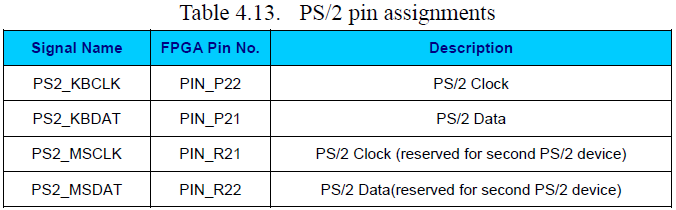 Table 4.13. PS/2 pin assignments
Signal Name FPGA Pin No. Description
PS2_KBCLK PIN_P22 PS/2 Clock
PS2_KBDAT PIN_P21 PS/2 Data
PS2_MSCLK PIN_R21 PS/2 Clock (reserved for second PS/2 device)
PS2_MSDAT PIN_R22 PS/2 Data(reserved for second PS/2 device)